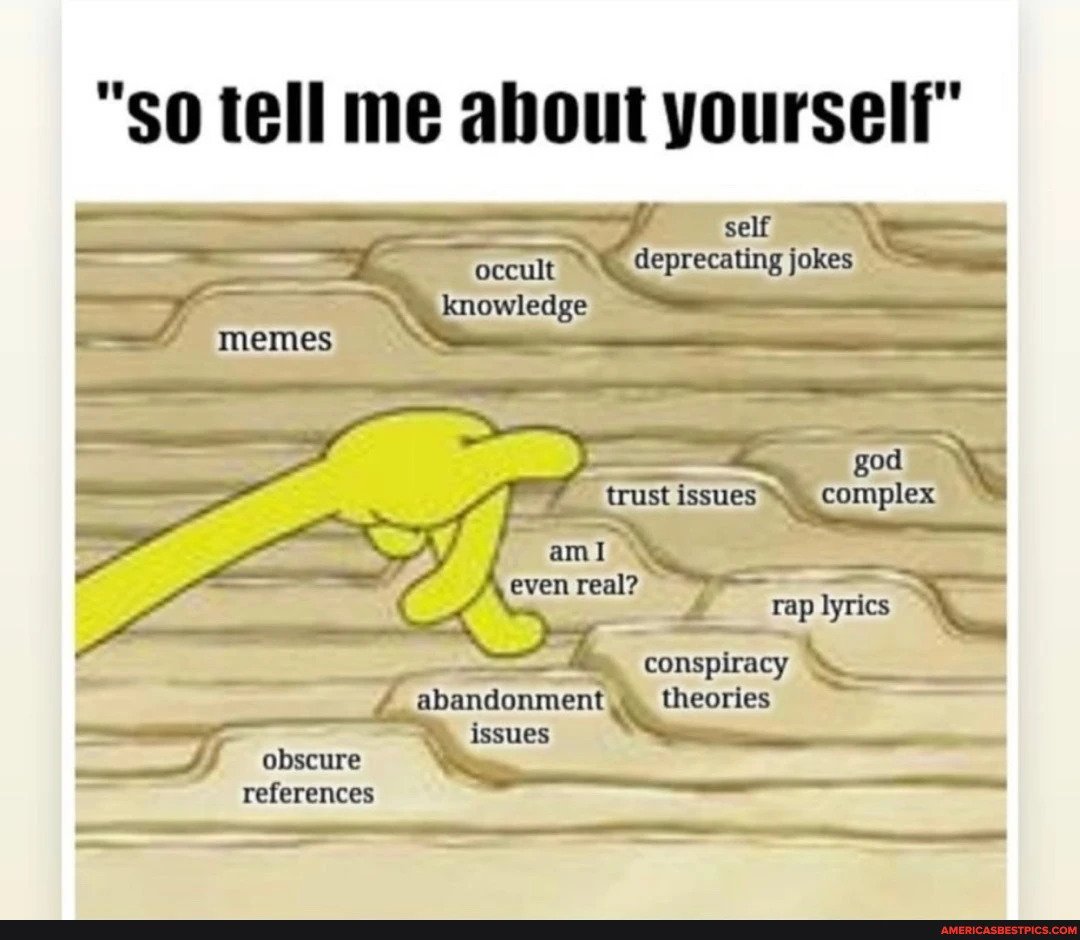 "so tell me about yourself"
self
deprecating jokes
occult
knowledge
memes
god
complex
trust issues
am I
even real?
rap lyrics
conspiracy
theories
abandonment
issues
obscure
references
AMERICASBESTPICS.COM